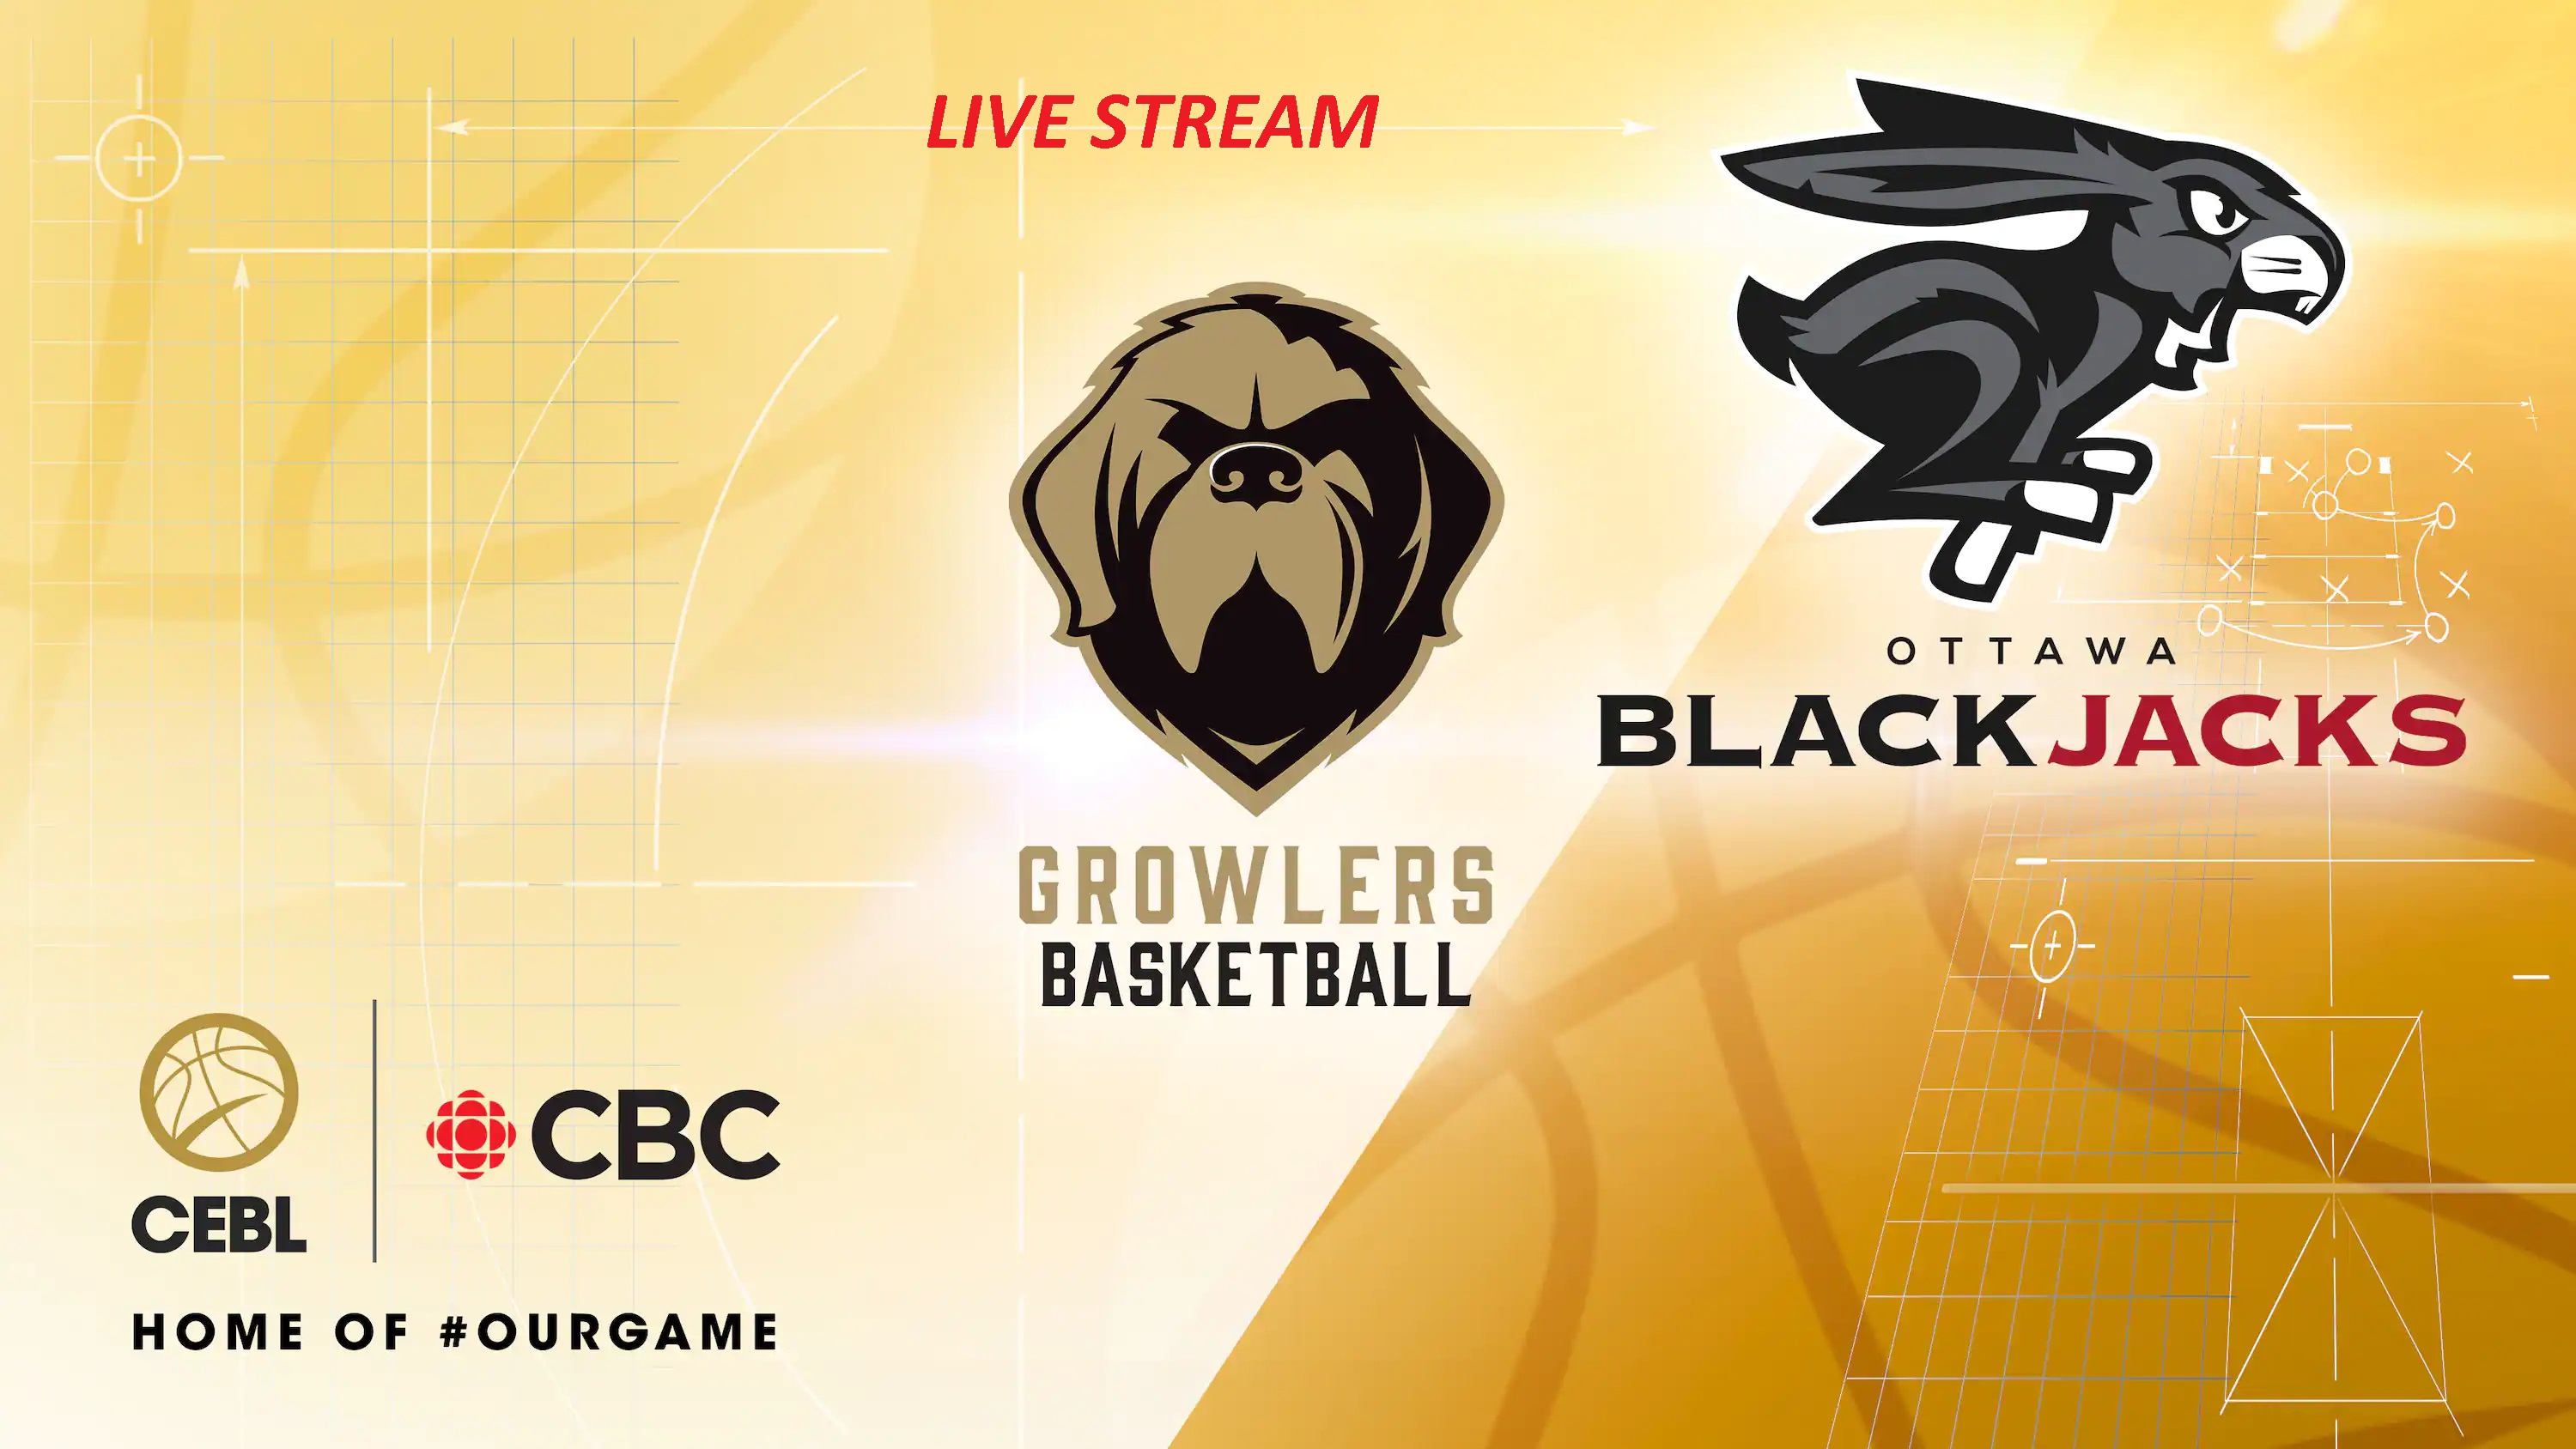 LIVE STREAM
OTTAWA
BLACKJACKS
GROWLERS
BASKETBALL
CEBL
CBC
HOME OF #OURGAME